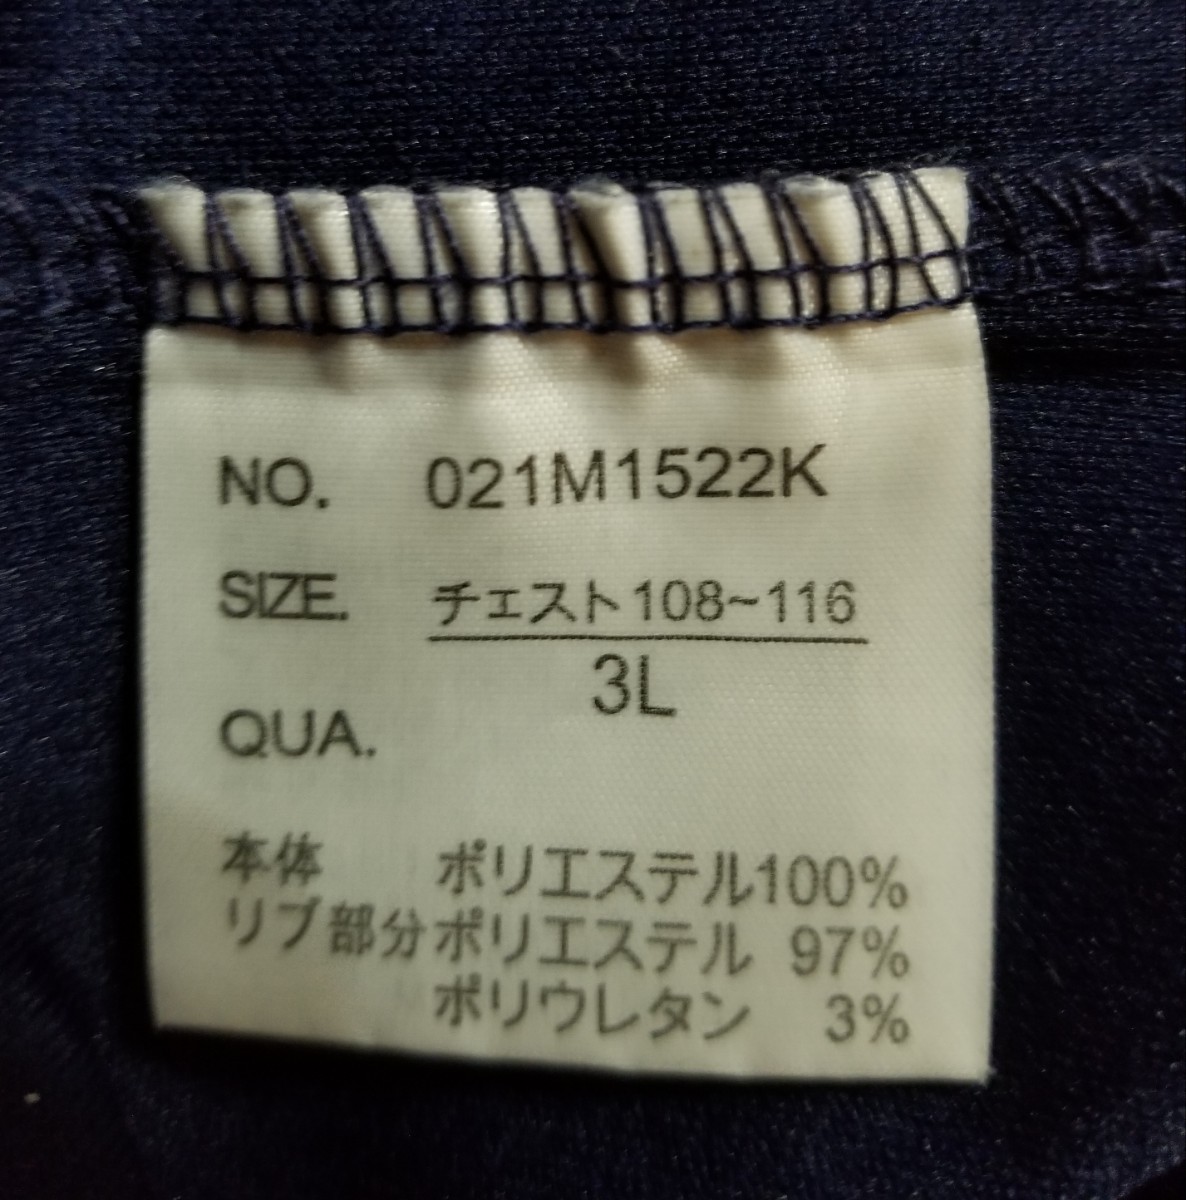 NO. 021M1522K
SIZE. チェスト108~116
3L
QUA.
本体 ポリエステル100%
リブ部分ポリエステル 97%
ポリウレタン 3%